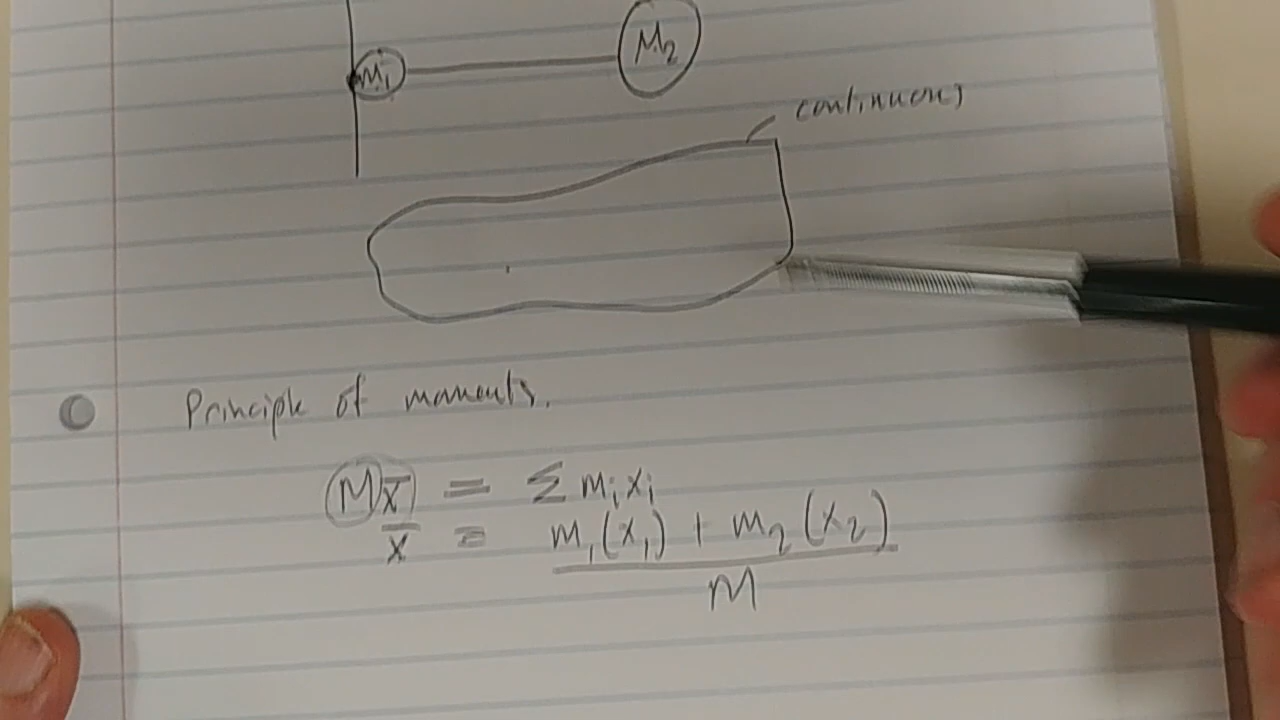 M₁
M₂
continuous
Principle of moments.
Mx̅ = Σ mᵢxᵢ
x̅ = m₁(x₁) + m₂(x₂)
M